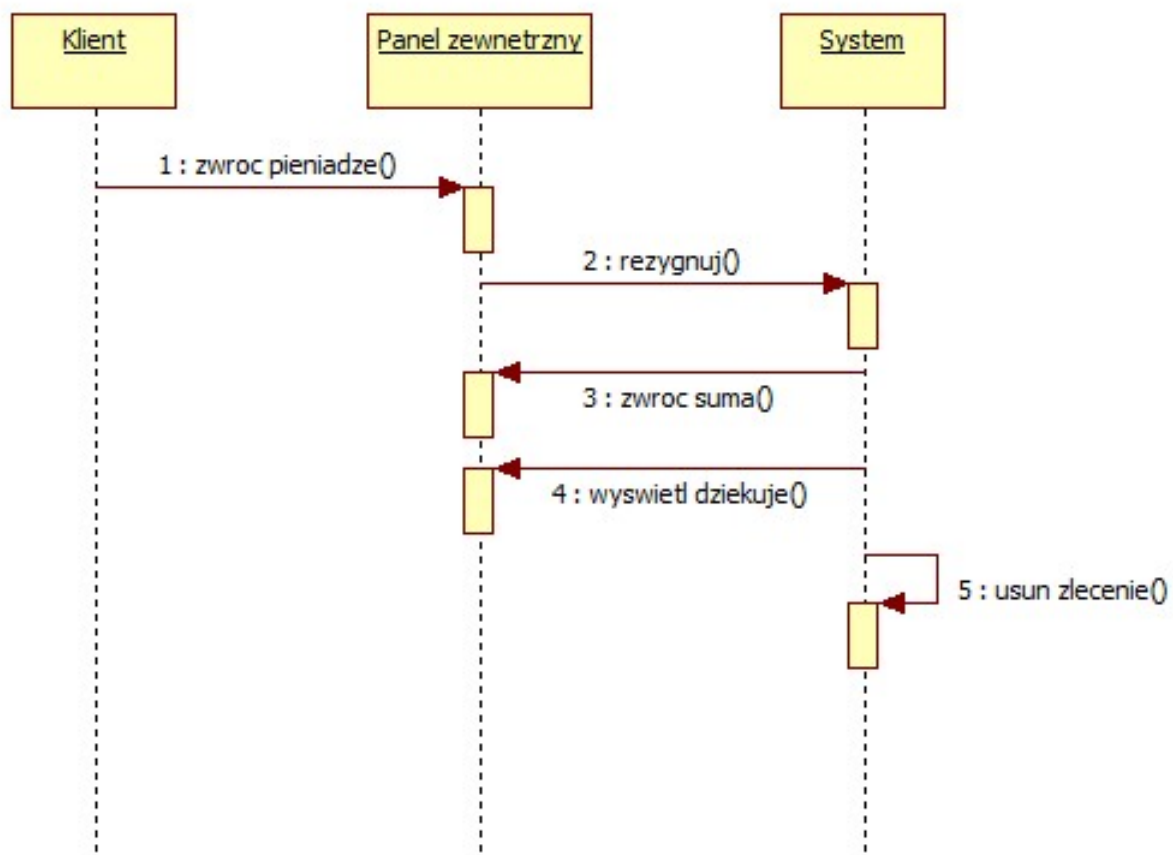 Klient
Panel zewnetrzny
System
1 : zwroc pieniadze()
2 : rezygnuj()
3 : zwroc suma()
4 : wyswietl dziekuje()
5 : usun zlecenie()